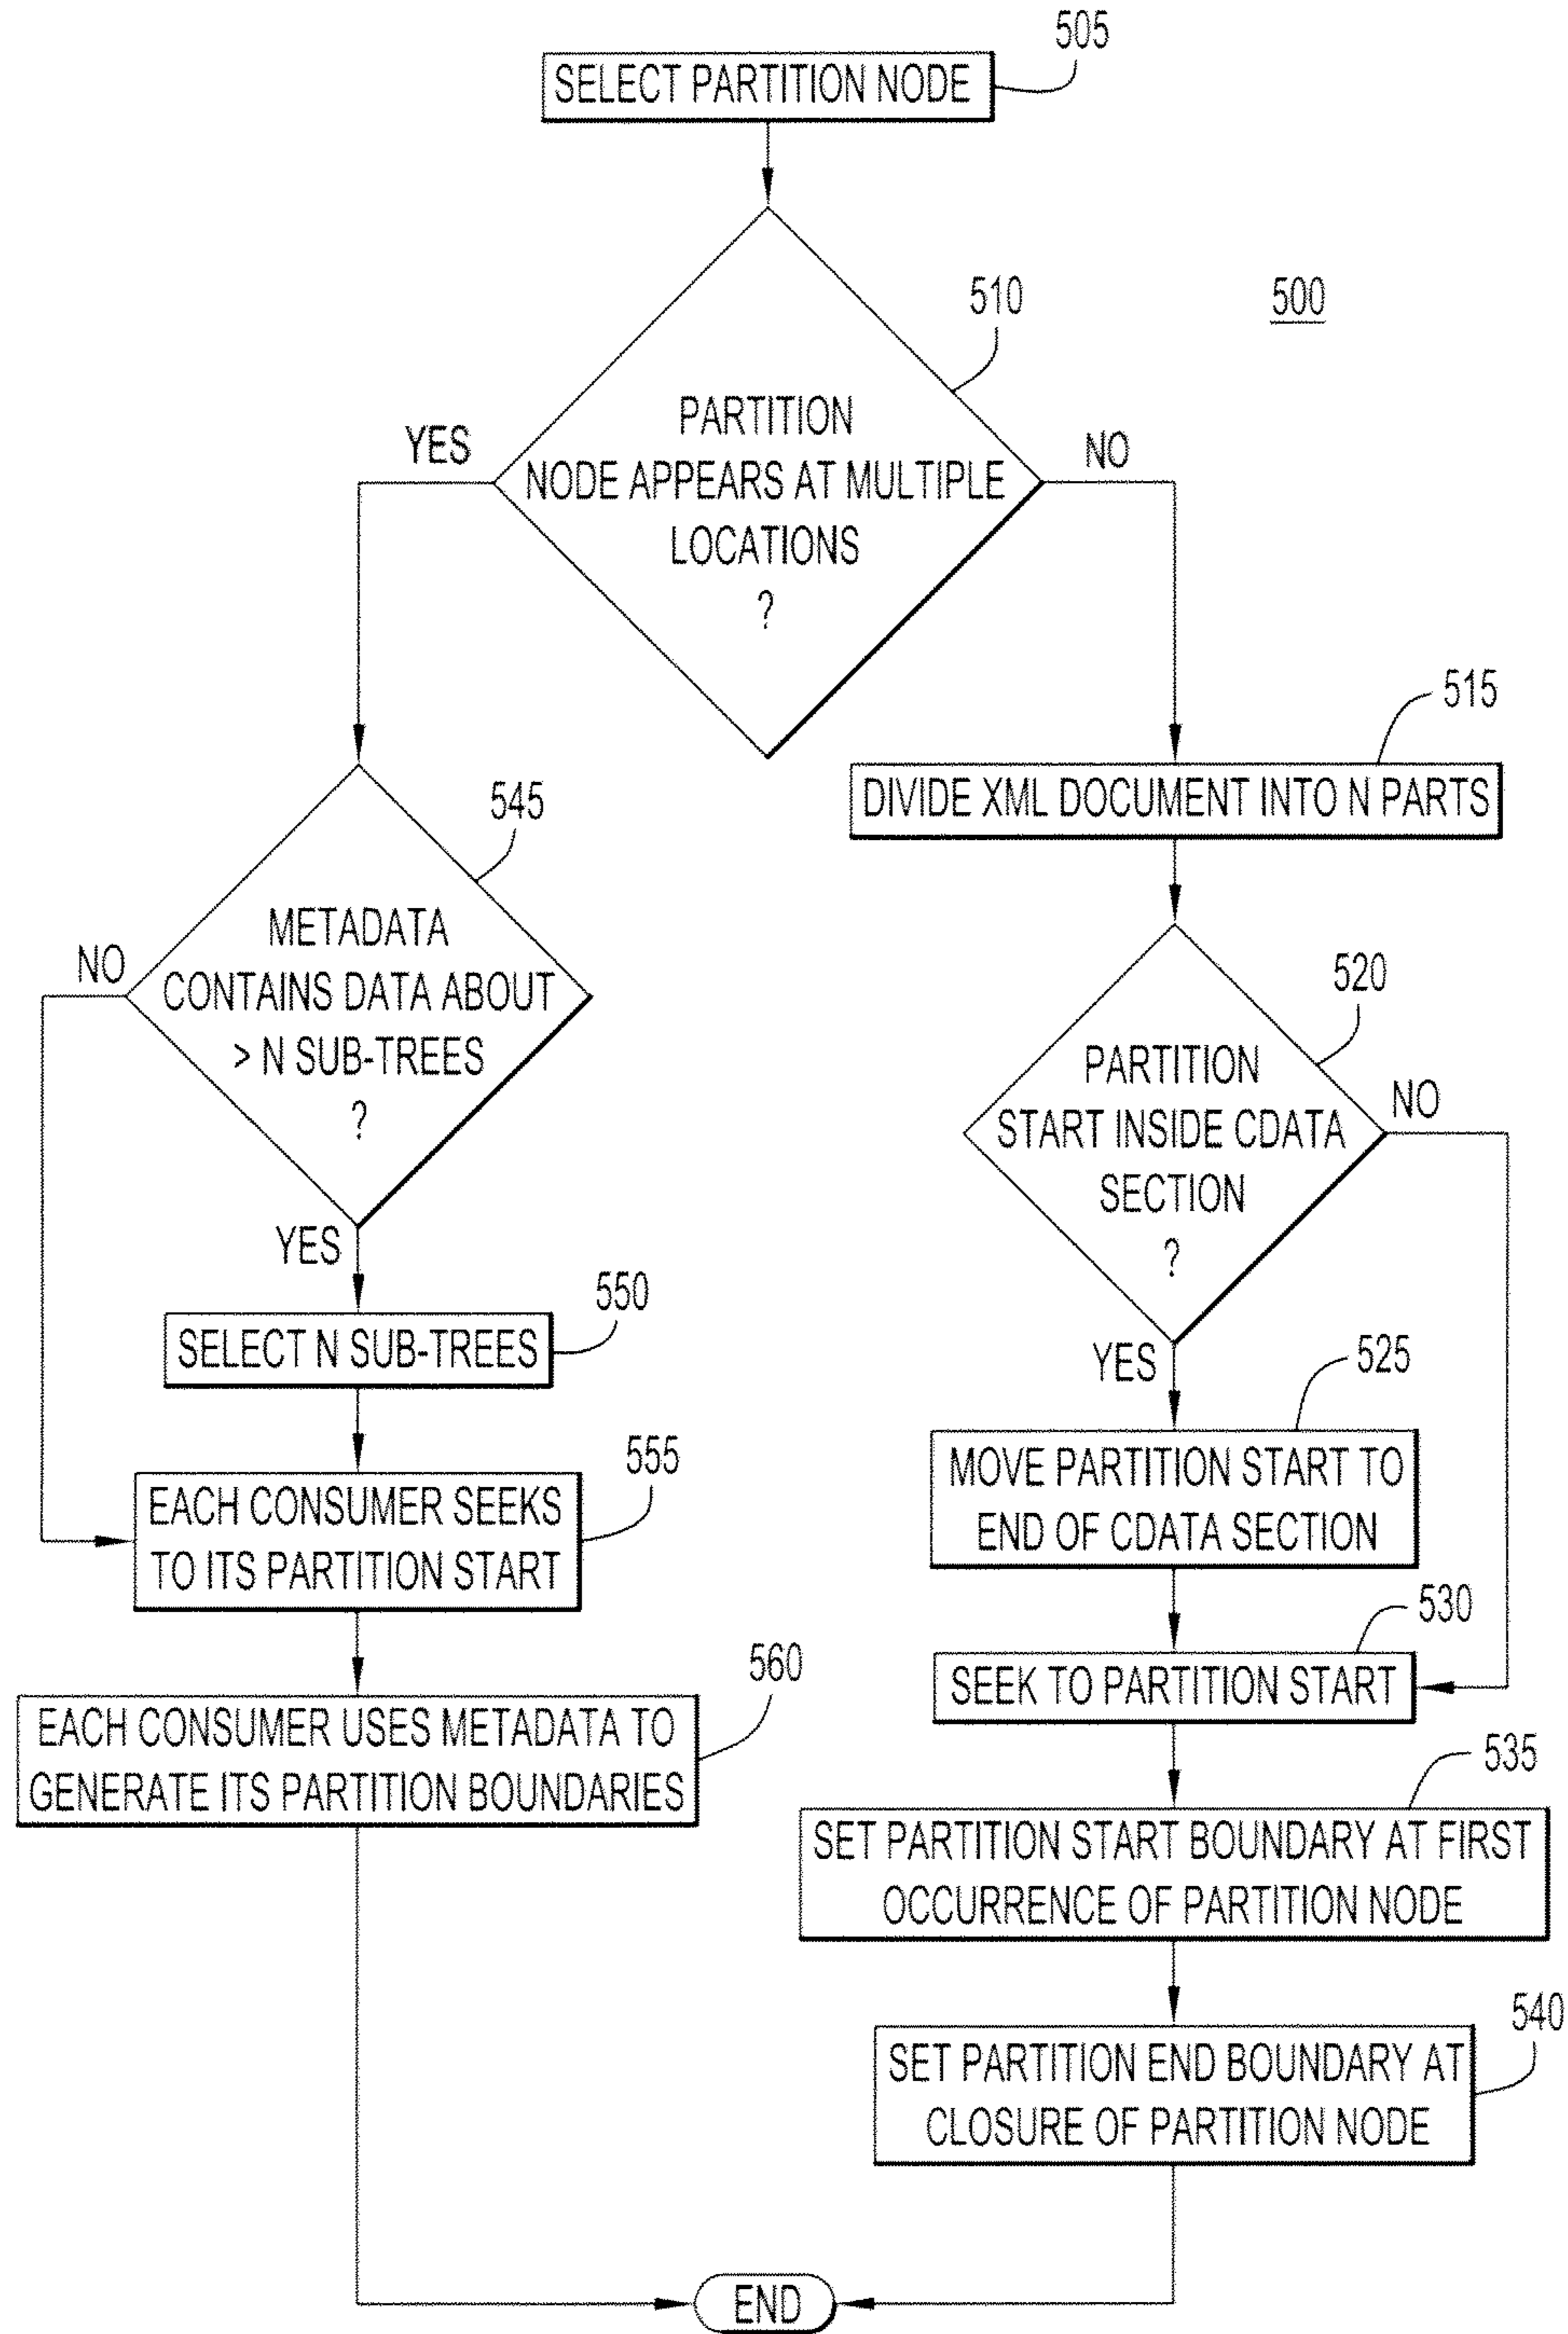 505
SELECT PARTITION NODE
510
500
PARTITION
NODE APPEARS AT MULTIPLE
LOCATIONS
?
YES
NO
515
DIVIDE XML DOCUMENT INTO N PARTS
545
METADATA
CONTAINS DATA ABOUT
> N SUB-TREES
?
NO
YES
520
PARTITION
START INSIDE CDATA
SECTION
?
NO
YES
550
SELECT N SUB-TREES
525
MOVE PARTITION START TO
END OF CDATA SECTION
555
EACH CONSUMER SEEKS
TO ITS PARTITION START
530
SEEK TO PARTITION START
560
EACH CONSUMER USES METADATA TO
GENERATE ITS PARTITION BOUNDARIES
535
SET PARTITION START BOUNDARY AT FIRST
OCCURRENCE OF PARTITION NODE
540
SET PARTITION END BOUNDARY AT
CLOSURE OF PARTITION NODE
END